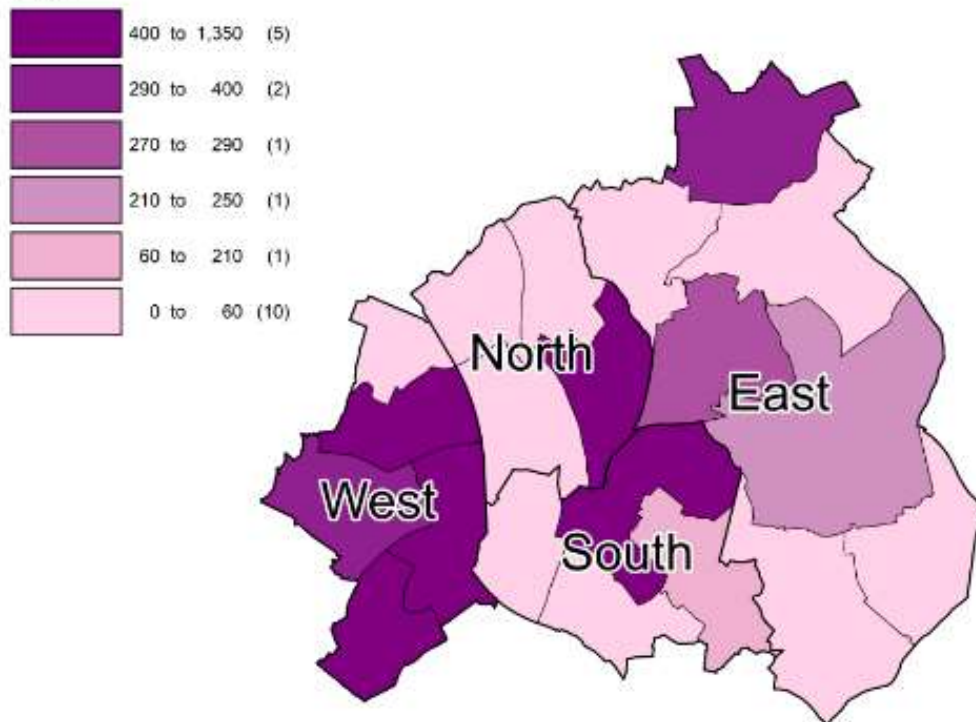 400 to 1,350 (5)
290 to 400 (2)
270 to 290 (1)
210 to 250 (1)
60 to 210 (1)
0 to 60 (10)
North
East
West
South